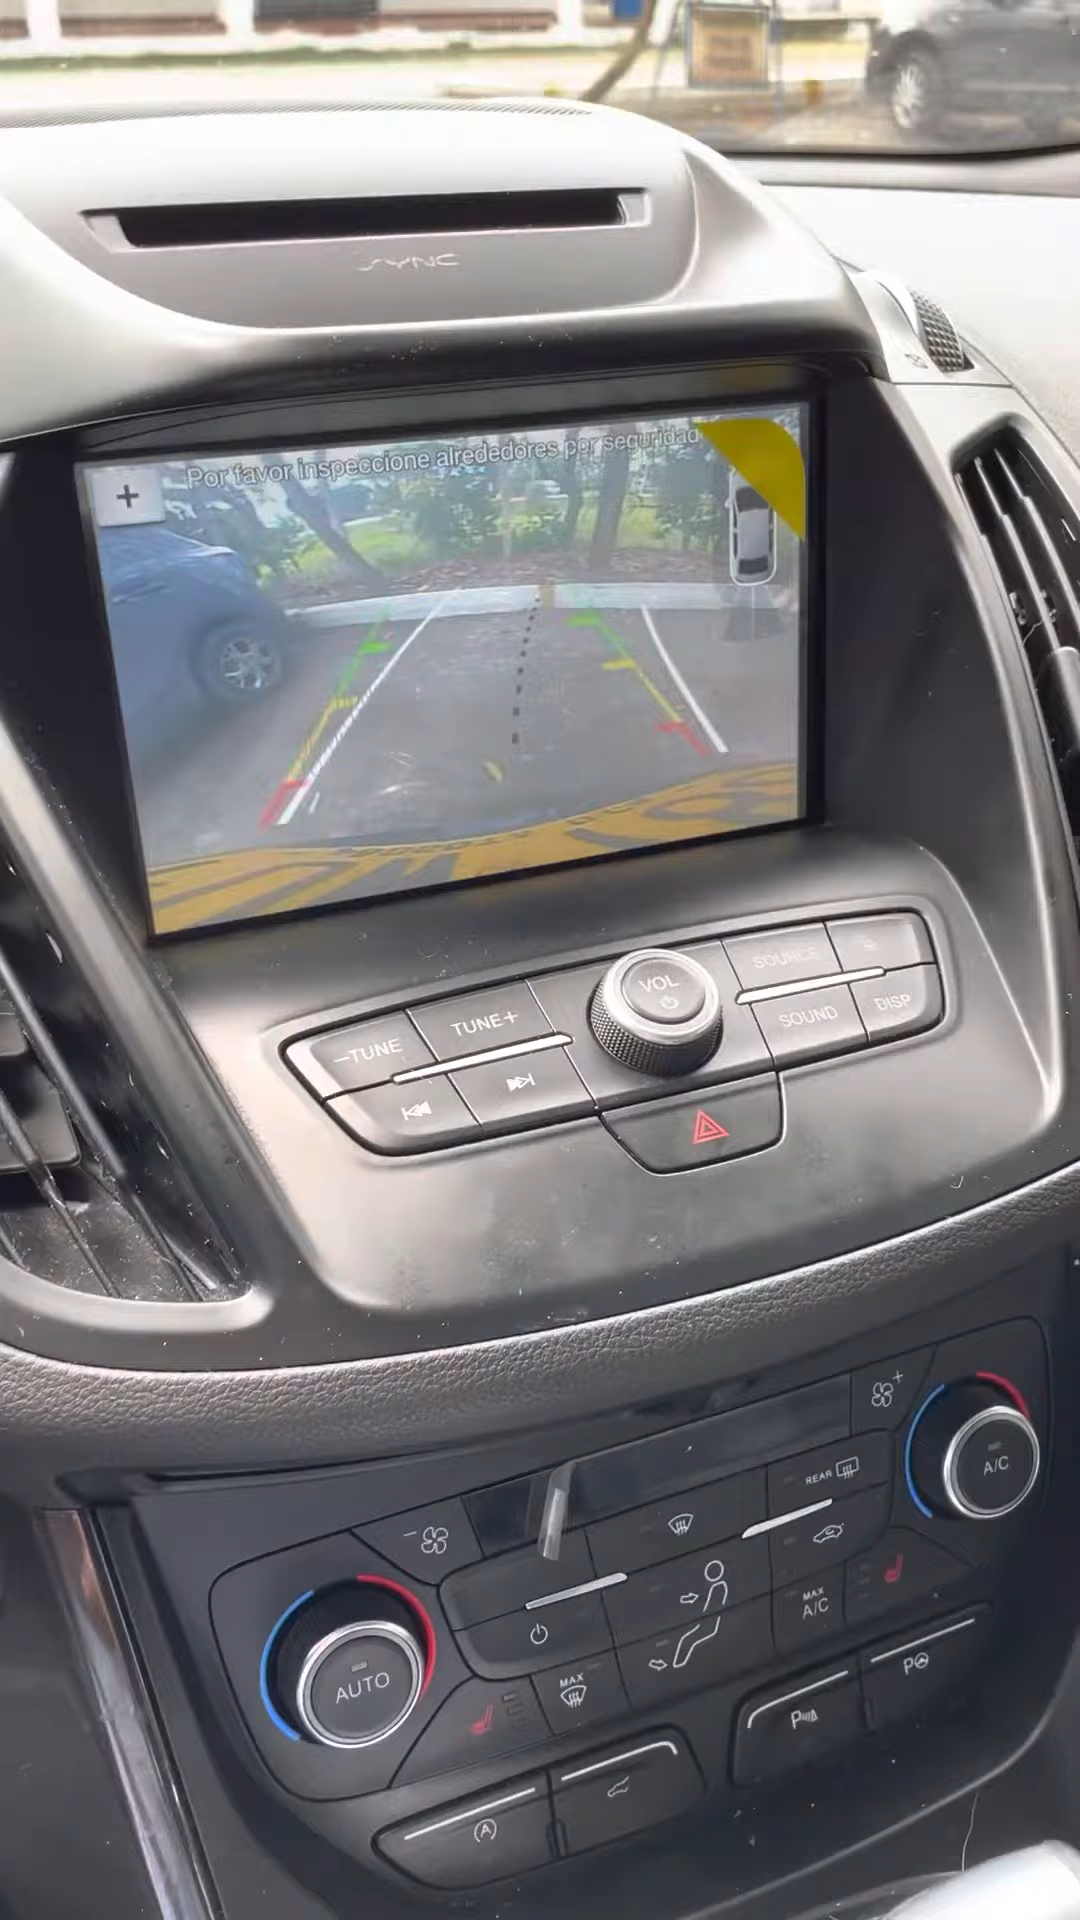 SYNC
Por favor inspeccione alrededores por seguridad
+
VOL
SOURCE
-TUNE
TUNE+
SOUND
DISP
A/C
REAR
MAX
A/C
AUTO
MAX
P
P
A